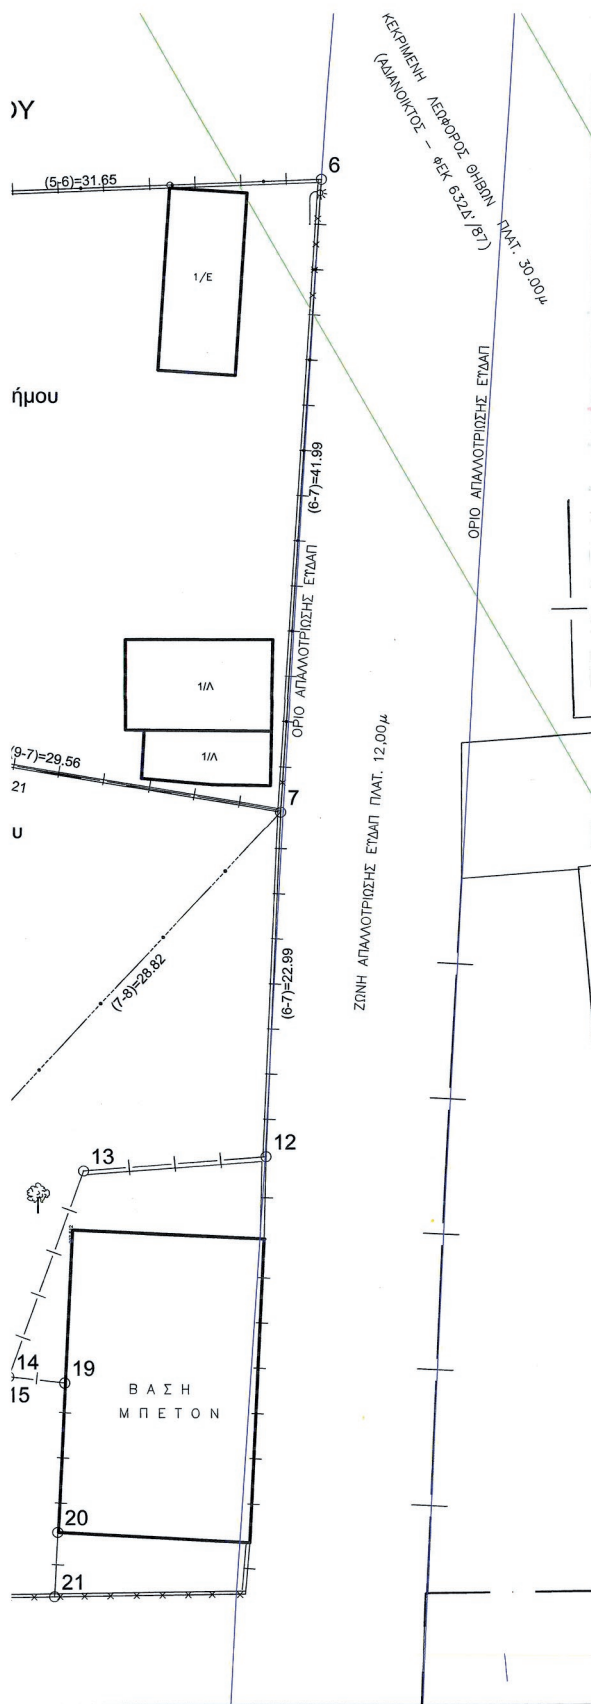 ΟΥ
ΚΕΚΡΙΜΕΝΗ ΛΕΩΦΟΡΟΣ ΘΗΒΩΝ ΠΛΑΤ. 30.00μ
(ΑΔΙΑΝΟΙΚΤΟΣ – ΦΕΚ 632Δ'/87)
6
(5-6)=31.65
1/Ε
ήμου
(6-7)=41.99
ΟΡΙΟ ΑΠΑΛΛΟΤΡΙΩΣΗΣ ΕΥΔΑΠ
ΟΡΙΟ ΑΠΑΛΛΟΤΡΙΩΣΗΣ ΕΥΔΑΠ
1/Λ
1/Λ
(9-7)=29.56
21
7
υ
ΖΩΝΗ ΑΠΑΛΛΟΤΡΙΩΣΗΣ ΕΥΔΑΠ ΠΛΑΤ. 12,00μ
(7-8)=28.82
(6-7)=22.99
12
13
14
15
19
ΒΑΣΗ
ΜΠΕΤΟΝ
20
21